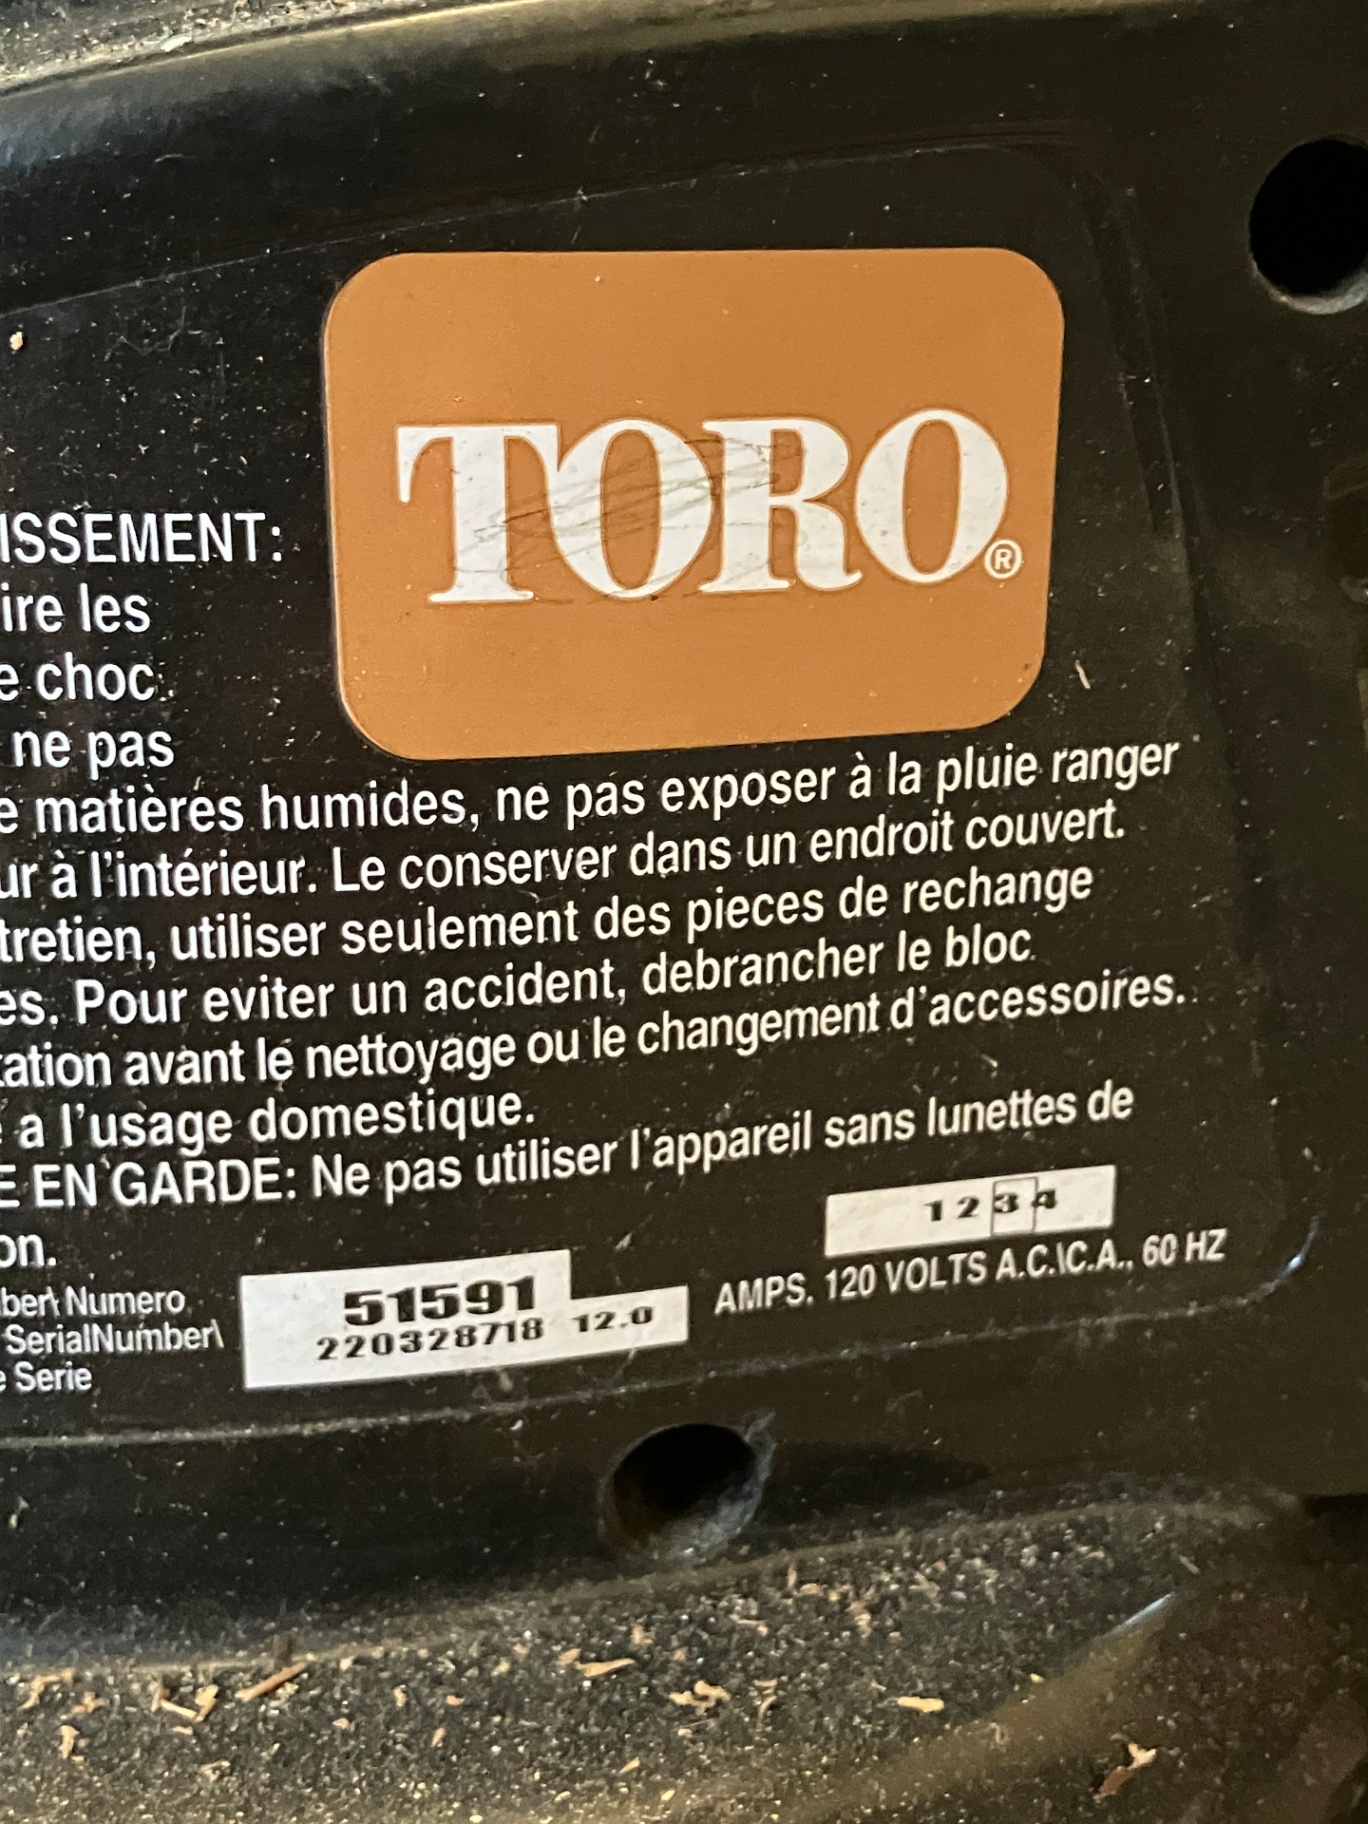 TORO®
ISSEMENT:
ire les
e choc
ne pas
e matières humides, ne pas exposer à la pluie ranger
ur à l'intérieur. Le conserver dans un endroit couvert.
tretien, utiliser seulement des pieces de rechange
es. Pour eviter un accident, debrancher le bloc
ation avant le nettoyage ou le changement d'accessoires.
a l'usage domestique.
E EN GARDE: Ne pas utiliser l'appareil sans lunettes de
on.
1 2 3 4
AMPS. 120 VOLTS A.C.\C.A., 60 HZ
ber\ Numero
51591
SerialNumber\
220328718 12.0
e Serie